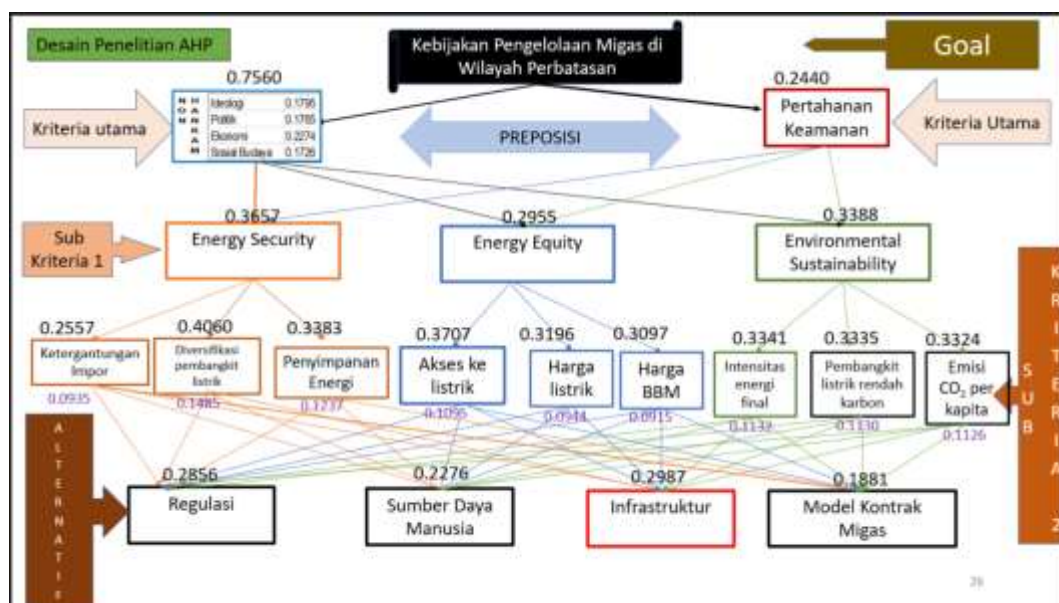 Desain Penelitian AHP
Kebijakan Pengelolaan Migas di
Wilayah Perbatasan
Goal
0.7560
0.2440
Kriteria utama
NON
HANKAM
Ideologi 0.1795
Politik 0.1765
Ekonomi 0.2274
Sosial Budaya 0.1726
PREPOSISI
Pertahanan
Keamanan
Kriteria Utama
Sub
Kriteria 1
0.3657
Energy Security
0.2955
Energy Equity
0.3388
Environmental
Sustainability
0.2557
Ketergantungan
Impor
0.0935
0.4060
Diversifikasi
pembangkit
listrik
0.1485
0.3383
Penyimpanan
Energi
0.1237
0.3707
Akses ke
listrik
0.1095
0.3196
Harga
listrik
0.0944
0.3097
Harga
BBM
0.0915
0.3341
Intensitas
energi
final
0.1132
0.3335
Pembangkit
listrik rendah
karbon
0.1130
0.3324
Emisi
CO₂ per
kapita
0.1126
SUB
KRITERIA 2
ALTERNATIF
0.2856
Regulasi
0.2276
Sumber Daya
Manusia
0.2987
Infrastruktur
0.1881
Model Kontrak
Migas